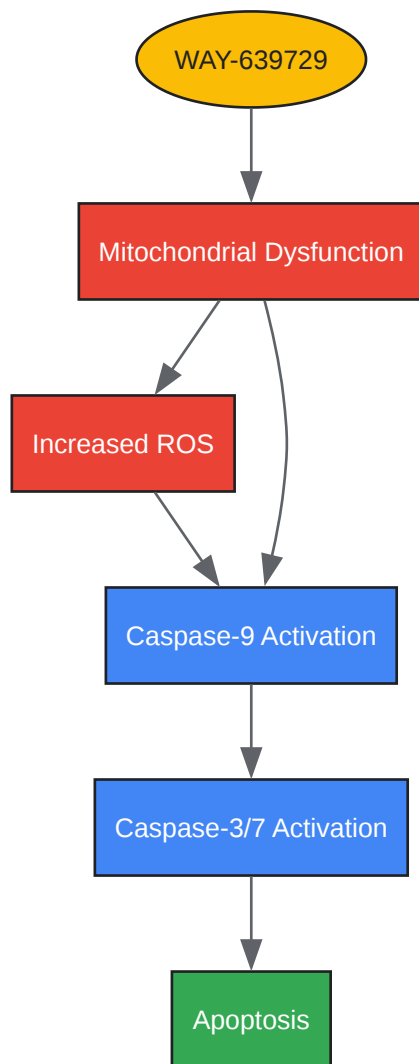 WAY-639729
Mitochondrial Dysfunction
Increased ROS
Caspase-9 Activation
Caspase-3/7 Activation
Apoptosis